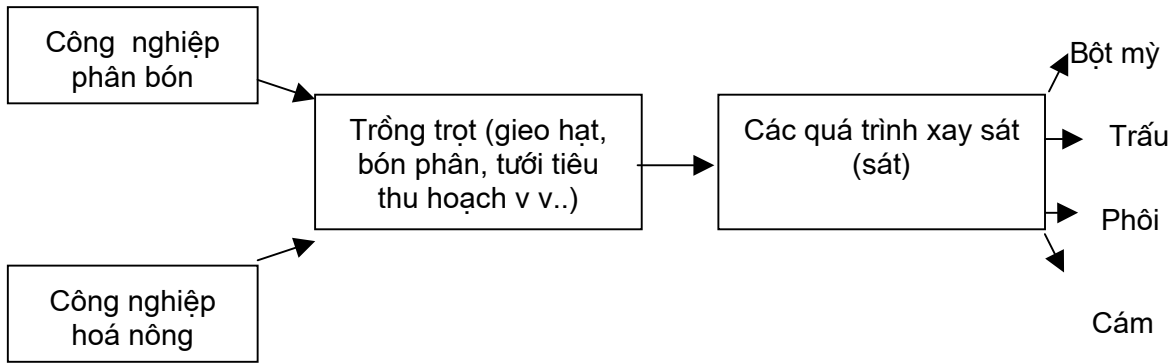 Công nghiệp
phân bón
Trồng trọt (gieo hạt,
bón phân, tưới tiêu
thu hoạch v v..)
Công nghiệp
hoá nông
Các quá trình xay sát
(sát)
Bột mỳ
Trấu
Phôi
Cám